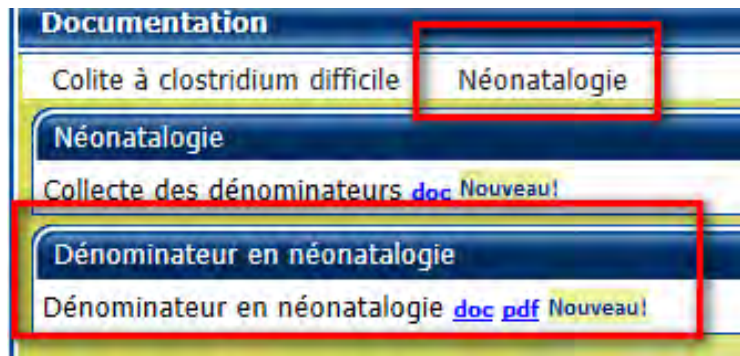 Documentation
Colite à clostridium difficile Néonatalogie
Néonatalogie
Collecte des dénominateurs doc Nouveau!
Dénominateur en néonatalogie
Dénominateur en néonatalogie doc pdf Nouveau!